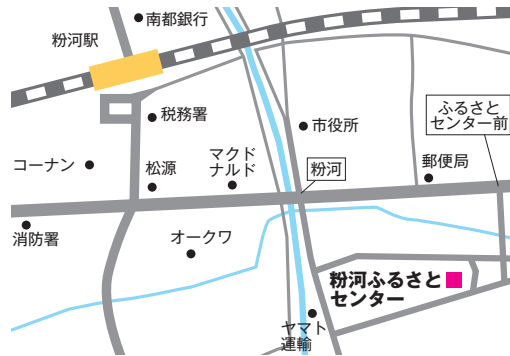 南都銀行
粉河駅
税務署
市役所
ふるさと
センター前
コーナン
松源
マクド
ナルド
粉河
郵便局
消防署
オークワ
粉河ふるさと
センター
ヤマト
運輸